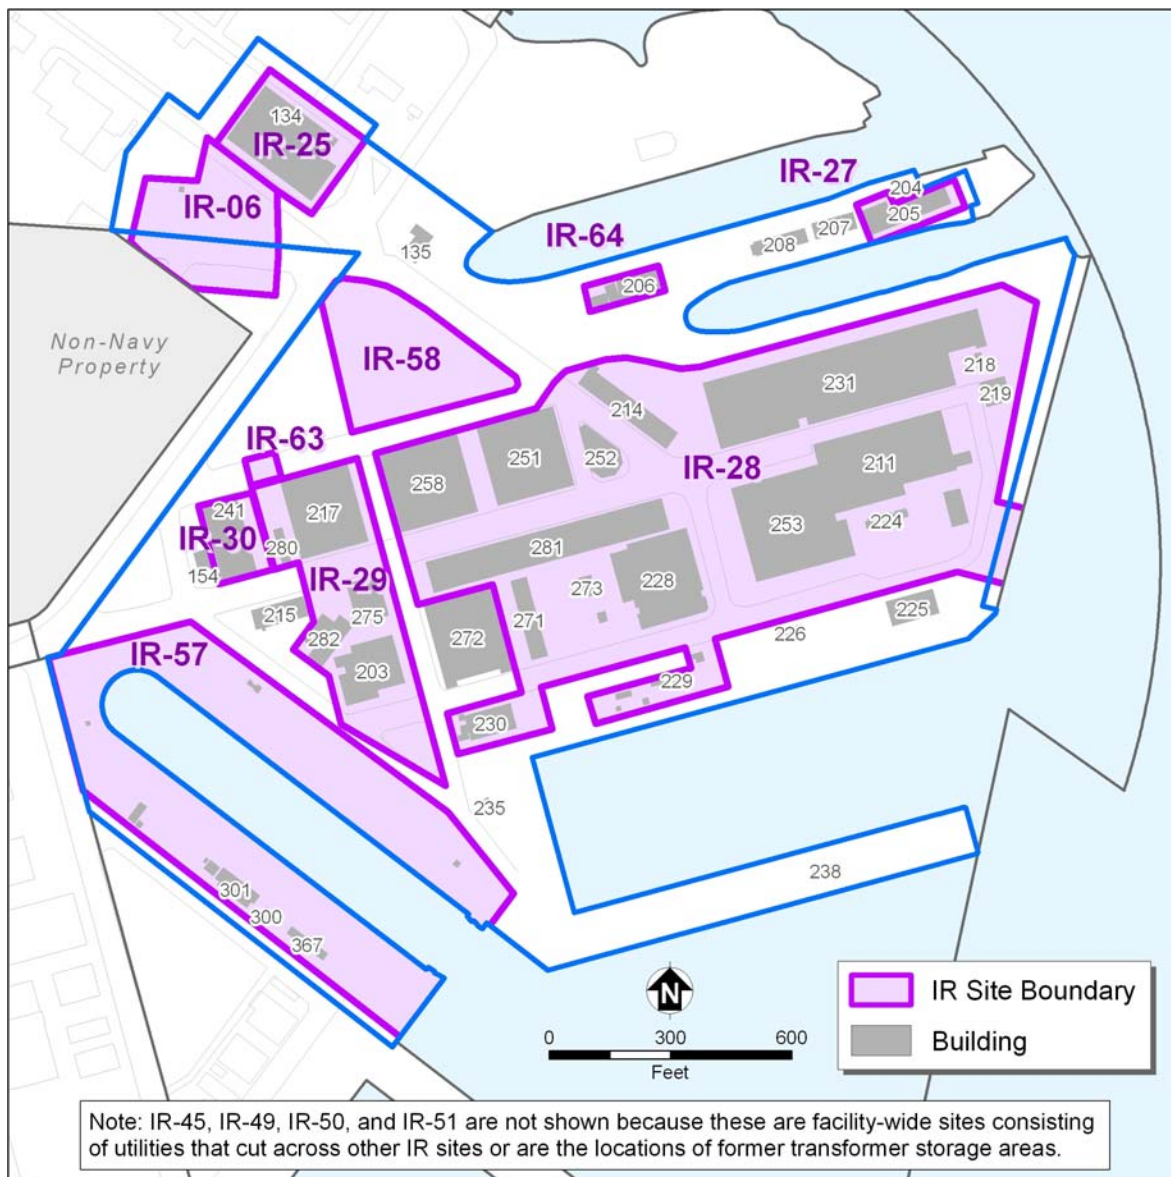 134
IR-25
IR-06
IR-27
204
205
207
208
IR-64
135
206
Non-Navy
Property
IR-58
218
219
231
214
IR-63
251
252
IR-28
211
258
217
241
253
224
IR-30
280
281
154
IR-29
273
228
275
271
215
225
226
272
282
IR-57
203
229
230
235
238
301
300
367
N
IR Site Boundary
Building
0 300 600
Feet
Note: IR-45, IR-49, IR-50, and IR-51 are not shown because these are facility-wide sites consisting
of utilities that cut across other IR sites or are the locations of former transformer storage areas.